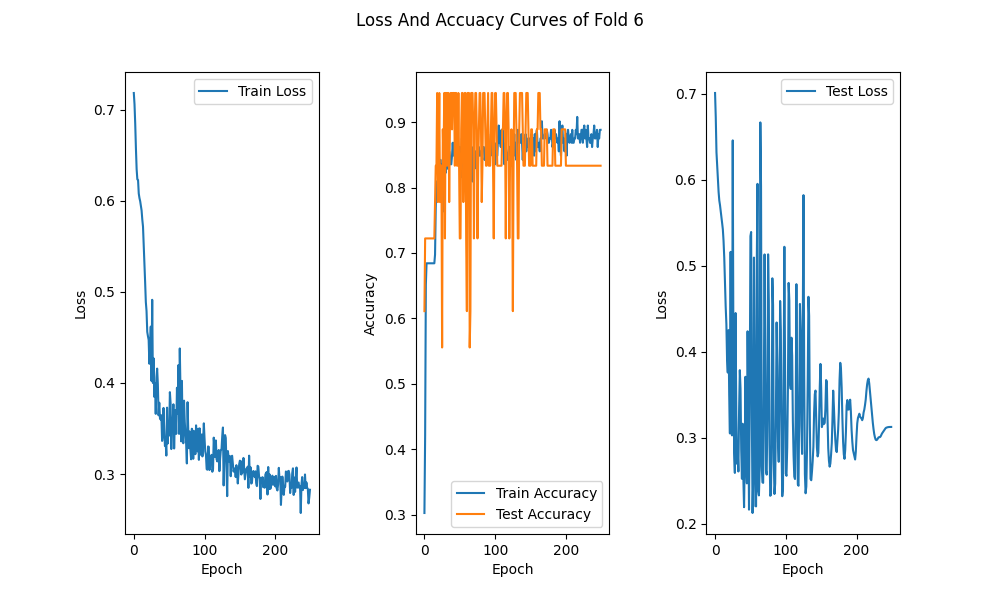 Loss And Accuacy Curves of Fold 6
Train Loss
Loss
0.7
0.6
0.5
0.4
0.3
0 100 200
Epoch
Train Accuracy
Test Accuracy
Accuracy
0.9
0.8
0.7
0.6
0.5
0.4
0.3
0 100 200
Epoch
Test Loss
Loss
0.7
0.6
0.5
0.4
0.3
0.2
0 100 200
Epoch